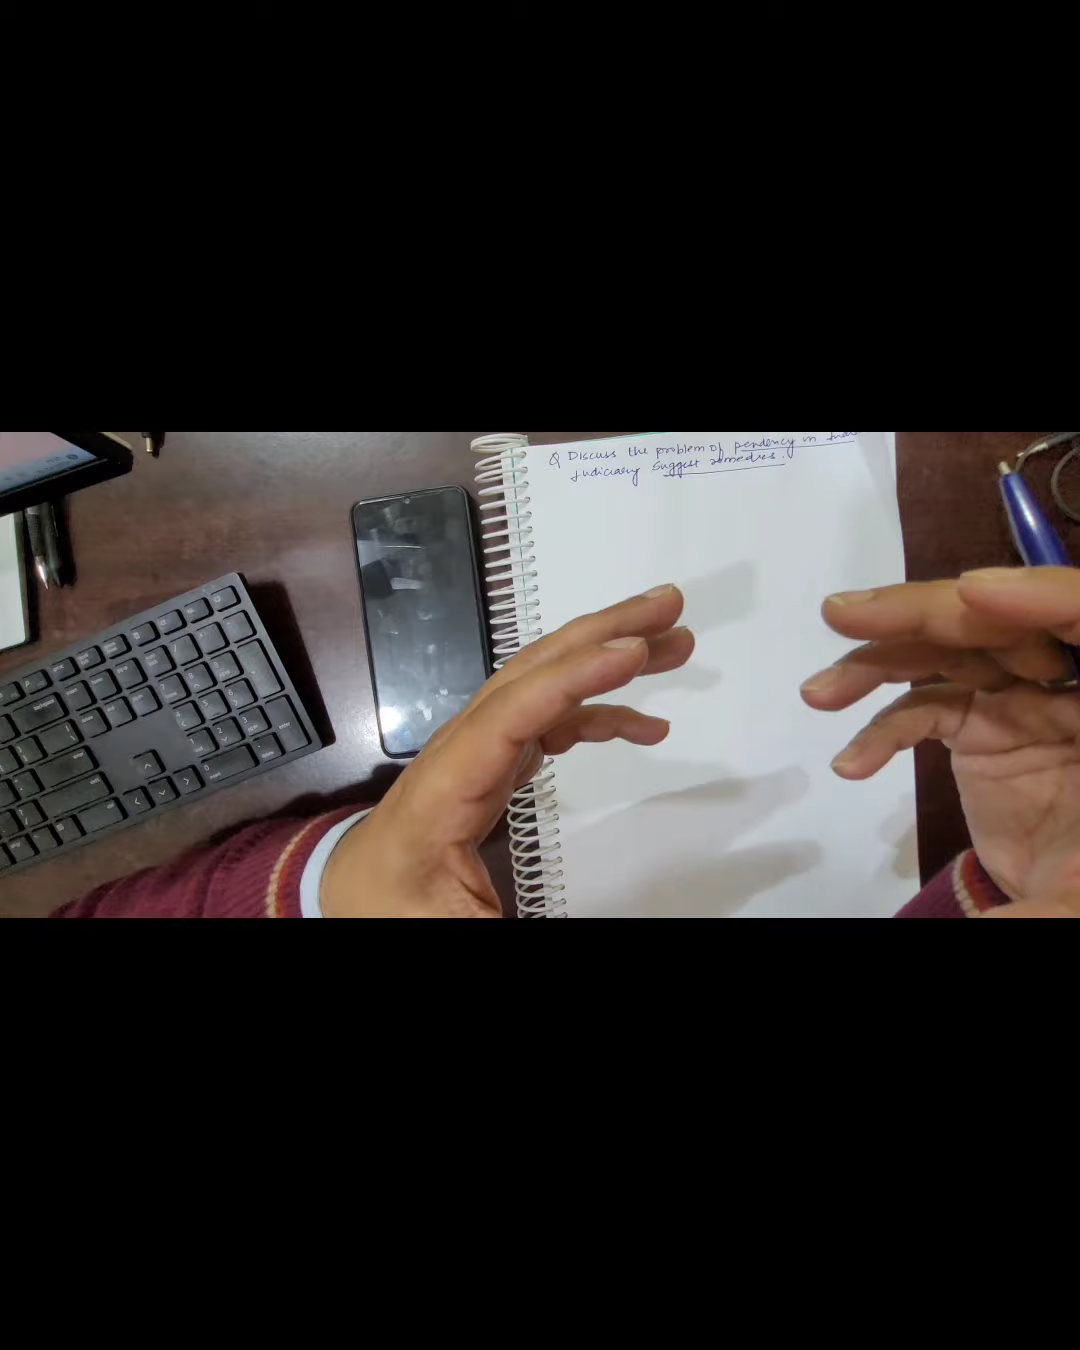 Q Discuss the problem of pendency in
Judiciary suggest remedies.